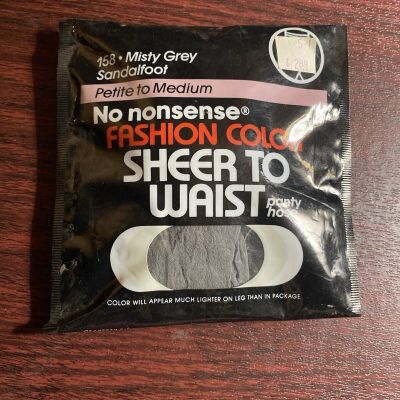 158 • Misty Grey
Sandalfoot
Petite to Medium
No nonsense®
FASHION COLOR
SHEER TO
WAIST
panty
hose
COLOR WILL APPEAR MUCH LIGHTER ON LEG THAN IN PACKAGE